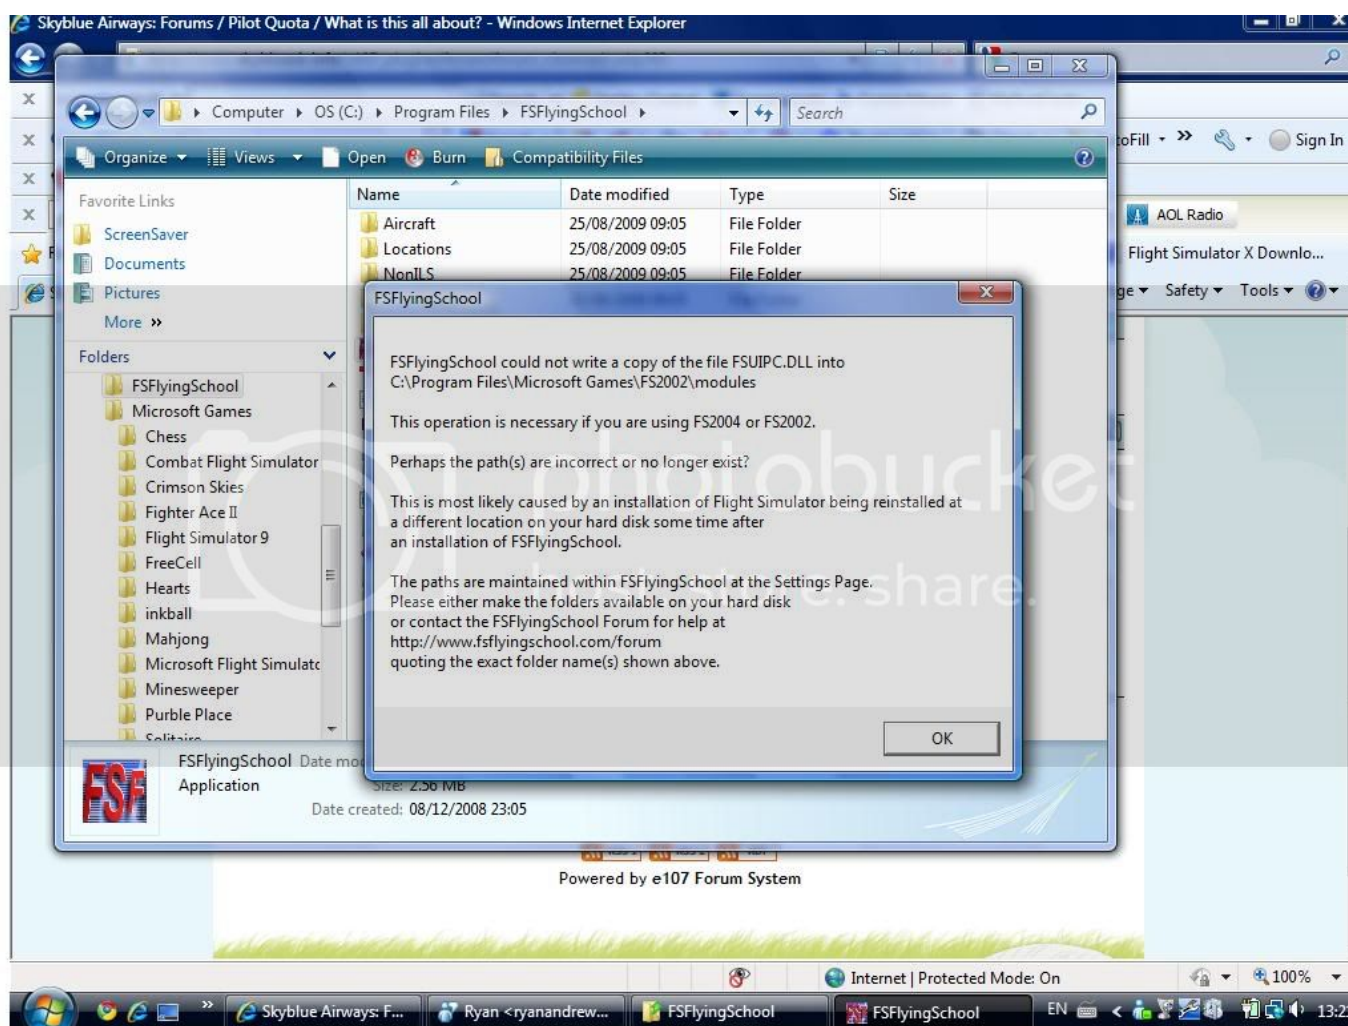 Skyblue Airways: Forums / Pilot Quota / What is this all about? - Windows Internet Explorer
Computer OS (C:) Program Files FSFlyingSchool
Search
oFill
Sign In
Organize Views Open Burn Compatibility Files
Favorite Links
Name Date modified Type Size
ScreenSaver
Documents
Pictures
More »
Aircraft 25/08/2009 09:05 File Folder
Locations 25/08/2009 09:05 File Folder
NonILS 25/08/2009 09:05 File Folder
AOL Radio
Flight Simulator X Downlo...
ge Safety Tools
Folders
FSFlyingSchool
Microsoft Games
Chess
Combat Flight Simulator
Crimson Skies
Fighter Ace II
Flight Simulator 9
FreeCell
Hearts
inkball
Mahjong
Microsoft Flight Simulatc
Minesweeper
Purble Place
Solitaire
FSFlyingSchool
FSFlyingSchool could not write a copy of the file FSUIPC.DLL into
C:\Program Files\Microsoft Games\FS2002\modules
This operation is necessary if you are using FS2004 or FS2002.
Perhaps the path(s) are incorrect or no longer exist?
This is most likely caused by an installation of Flight Simulator being reinstalled at
a different location on your hard disk some time after
an installation of FSFlyingSchool.
The paths are maintained within FSFlyingSchool at the Settings Page.
Please either make the folders available on your hard disk
or contact the FSFlyingSchool Forum for help at
http://www.fsflyingschool.com/forum
quoting the exact folder name(s) shown above.
OK
photobucket
host. store. share.
FSF
FSFlyingSchool Date mo
Application
Size: 2.56 MB
Date created: 08/12/2008 23:05
Powered by e107 Forum System
Internet | Protected Mode: On
100%
Skyblue Airways: F...
Ryan <ryanandrew...
FSFlyingSchool
FSFlyingSchool
EN
13:2